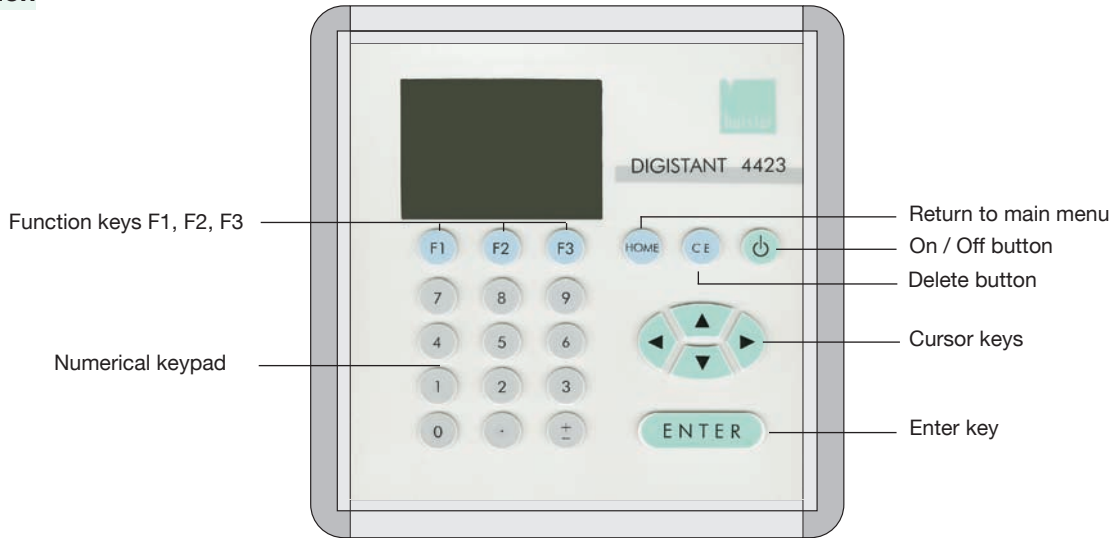 DIGISTANT 4423
Function keys F1, F2, F3
Return to main menu
F1 F2 F3 HOME CE
On / Off button
Delete button
7 8 9
4 5 6
Cursor keys
Numerical keypad
1 2 3
0 . ±
ENTER
Enter key